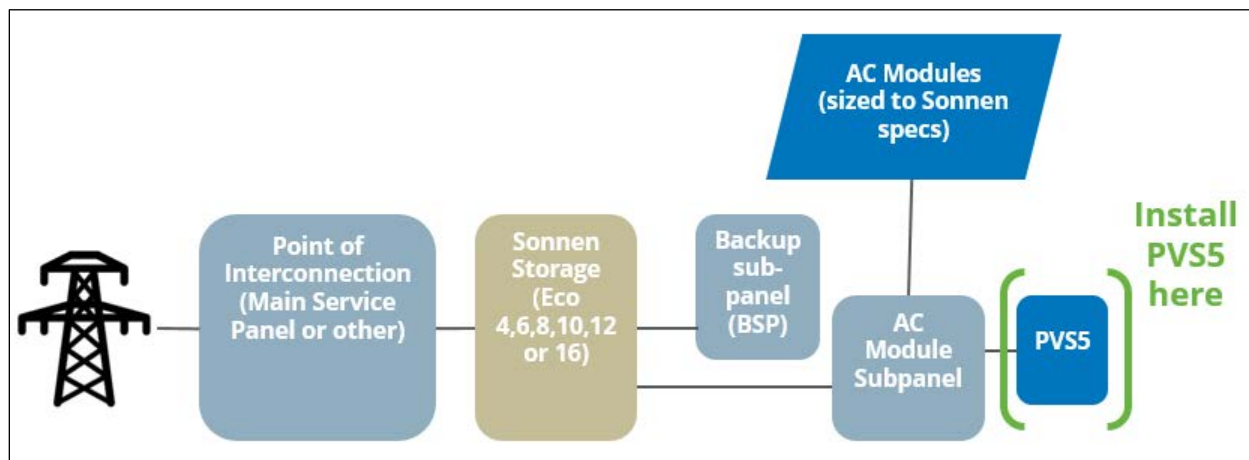 AC Modules
(sized to Sonnen
specs)
Point of
Interconnection
(Main Service
Panel or other)
Sonnen
Storage
(Eco
4,6,8,10,12
or 16)
Backup
sub-
panel
(BSP)
AC
Module
Subpanel
PVS5
Install
PVS5
here